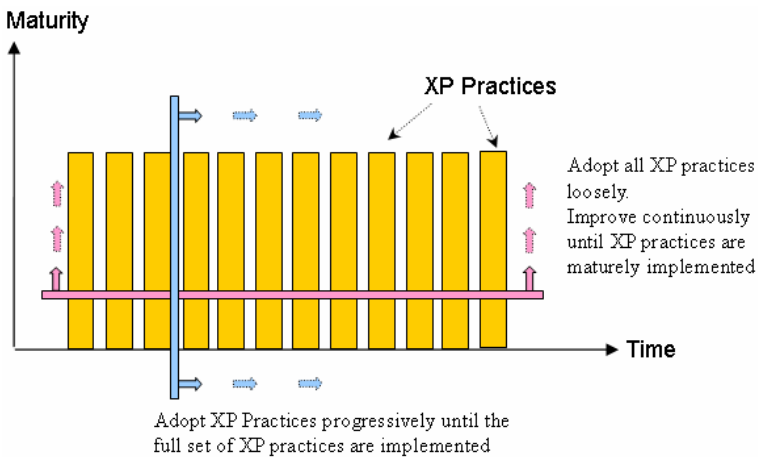 Maturity
XP Practices
Adopt all XP practices
loosely.
Improve continuously
until XP practices are
maturely implemented
Time
Adopt XP Practices progressively until the
full set of XP practices are implemented